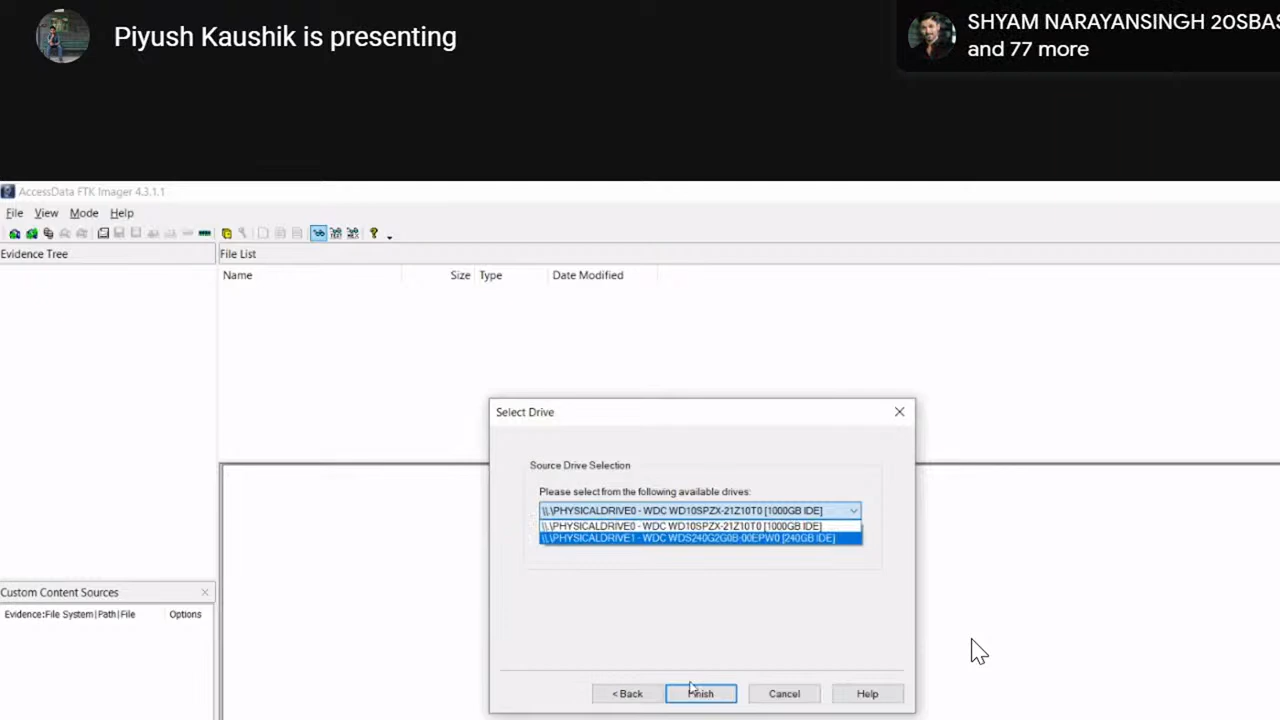 Piyush Kaushik is presenting
SHYAM NARAYANSINGH 20SBAS
and 77 more
AccessData FTK Imager 4.3.1.1
File View Mode Help
Evidence Tree
File List
Name Size Type Date Modified
Select Drive
Source Drive Selection
Please select from the following available drives:
\\.\PHYSICALDRIVE0 - WDC WD10SPZX-21Z10T0 [1000GB IDE]
\\.\PHYSICALDRIVE0 - WDC WD10SPZX-21Z10T0 [1000GB IDE]
\\.\PHYSICALDRIVE1 - WDC WDS240G2G0B-00EPW0 [240GB IDE]
Custom Content Sources
Evidence:File System|Path|File Options
< Back Finish Cancel Help